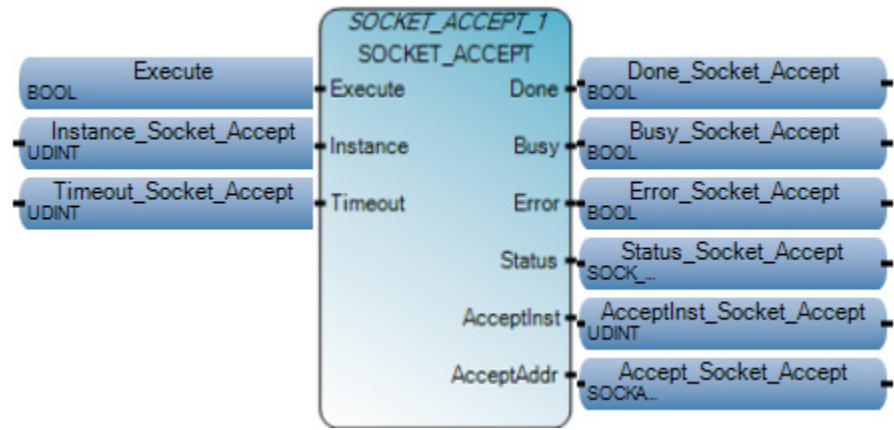 SOCKET_ACCEPT_1
SOCKET_ACCEPT
Execute
BOOL
Execute
Done
Done_Socket_Accept
BOOL
Instance_Socket_Accept
UDINT
Instance
Busy
Busy_Socket_Accept
BOOL
Timeout_Socket_Accept
UDINT
Timeout
Error
Error_Socket_Accept
BOOL
Status
Status_Socket_Accept
SOCK_...
AcceptInst
AcceptInst_Socket_Accept
UDINT
AcceptAddr
Accept_Socket_Accept
SOCKA...